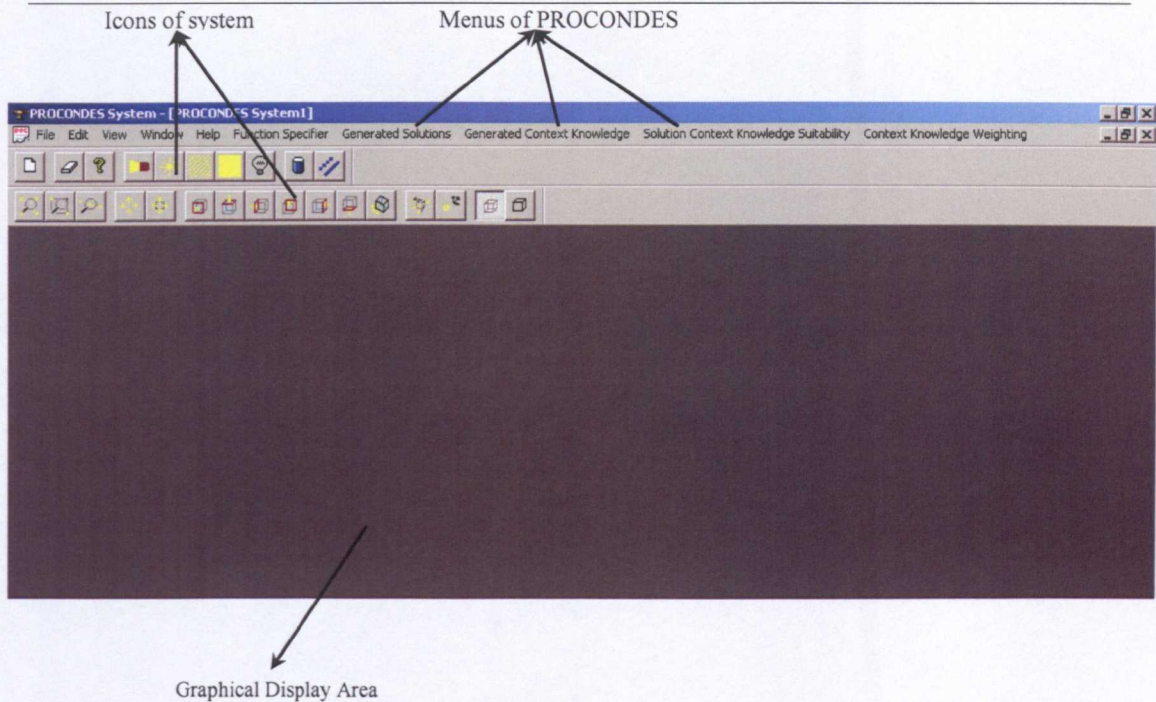 Icons of system Menus of PROCONDES
PROCONDES System - [PROCONDES System1]
File Edit View Window Help Function Specifier Generated Solutions Generated Context Knowledge Solution Context Knowledge Suitability Context Knowledge Weighting
Graphical Display Area